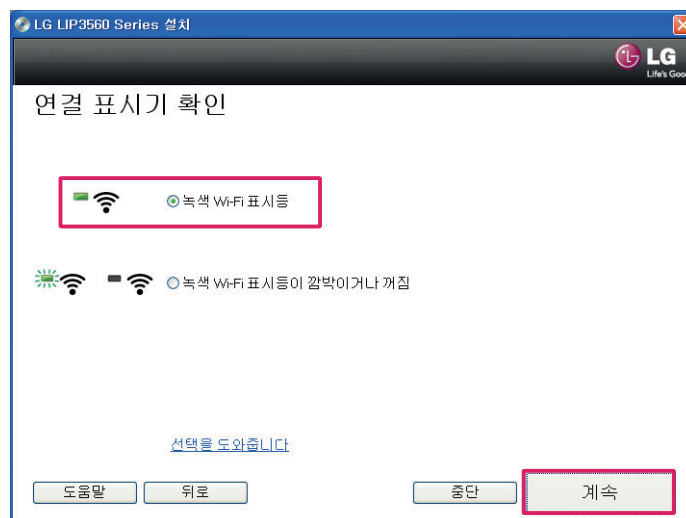 LG LIP3560 Series 설치
LG
Life's Goo
연결 표시기 확인
녹색 Wi-Fi 표시등
녹색 Wi-Fi 표시등이 깜박이거나 꺼짐
선택을 도와줍니다
도움말 뒤로 중단 계속